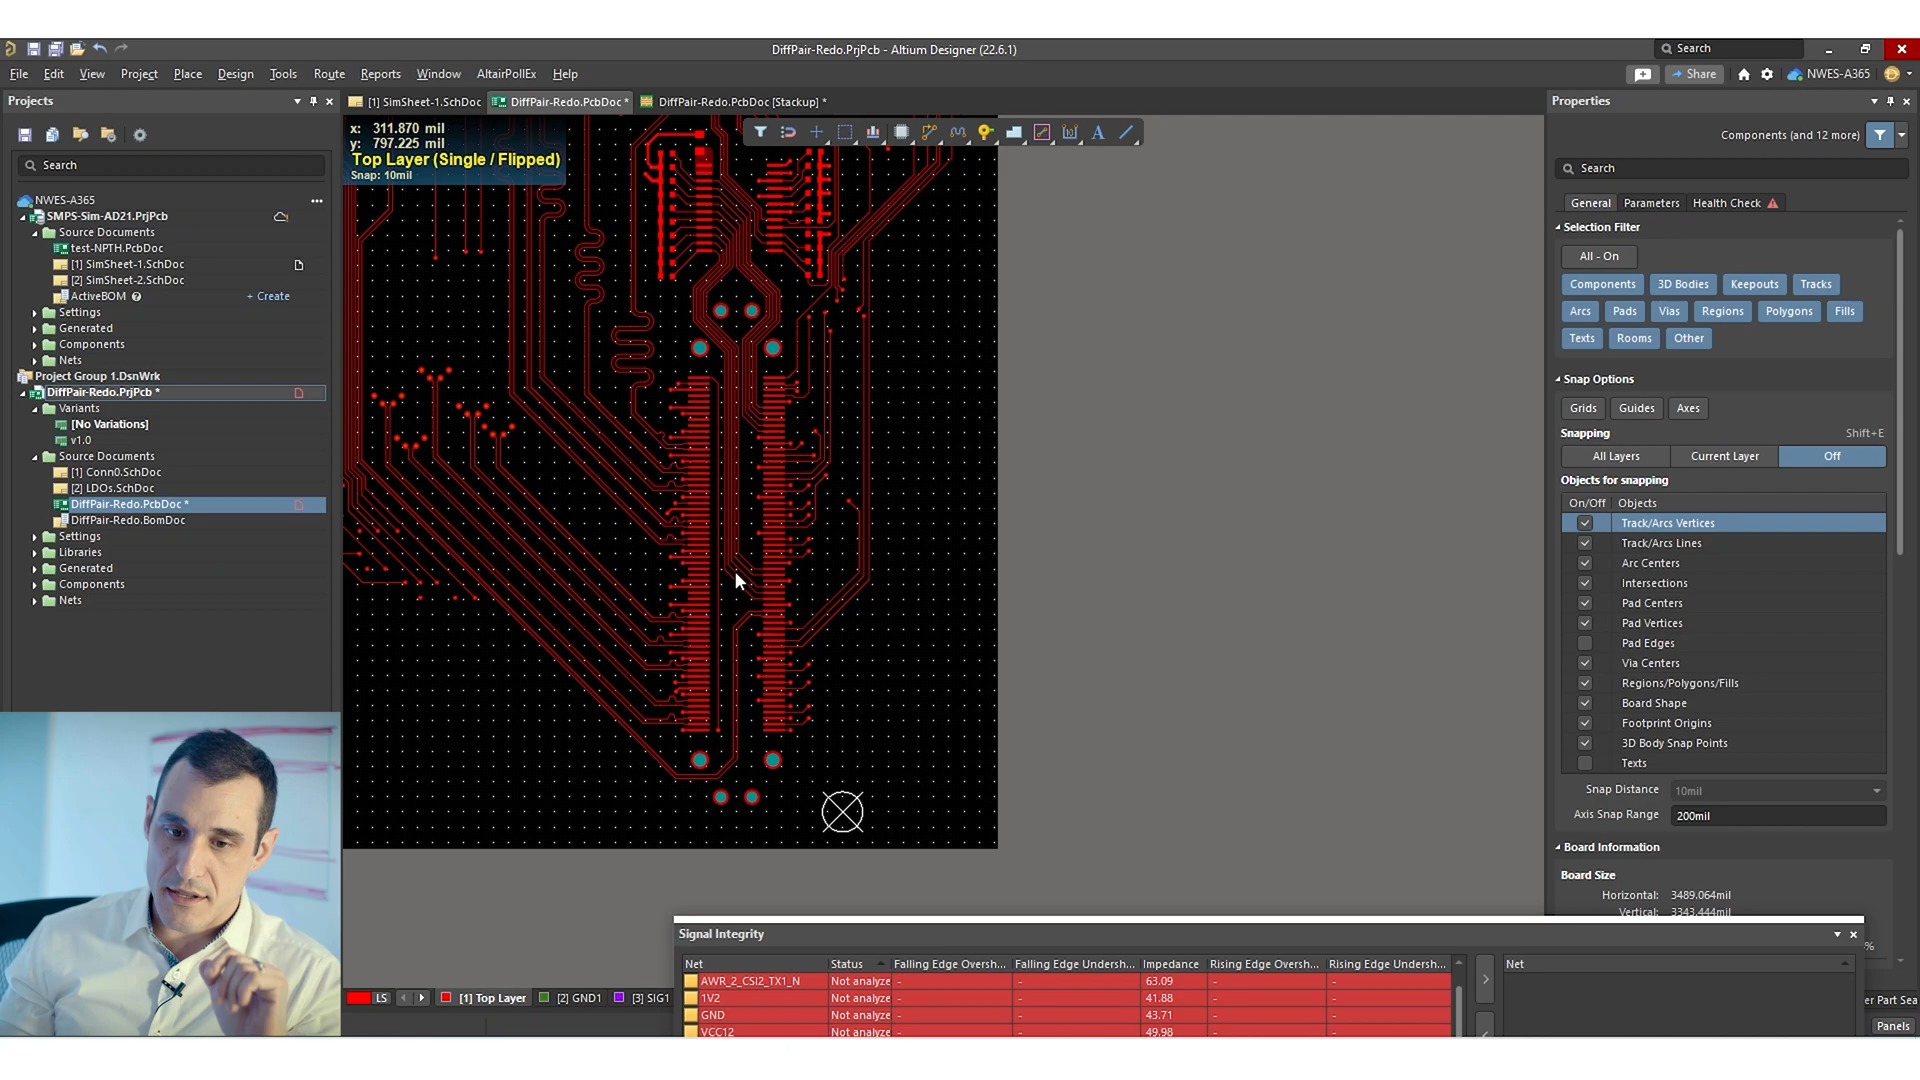 DiffPair-Redo.PrjPcb - Altium Designer (22.6.1)
Search
File Edit View Project Place Design Tools Route Reports Window AltairPollEx Help
Share
NWES-A365
Projects
[1] SimSheet-1.SchDoc
DiffPair-Redo.PcbDoc *
DiffPair-Redo.PcbDoc [Stackup] *
Properties
x: 311.870 mil
y: 797.225 mil
Top Layer (Single / Flipped)
Snap: 10mil
Components (and 12 more)
Search
Search
NWES-A365
SMPS-Sim-AD21.PrjPcb
Source Documents
test-NPTH.PcbDoc
[1] SimSheet-1.SchDoc
[2] SimSheet-2.SchDoc
ActiveBOM
+ Create
Settings
Generated
Components
Nets
Project Group 1.DsnWrk
DiffPair-Redo.PrjPcb *
Variants
[No Variations]
v1.0
Source Documents
[1] Conn0.SchDoc
[2] LDOs.SchDoc
DiffPair-Redo.PcbDoc *
DiffPair-Redo.BomDoc
Settings
Libraries
Generated
Components
Nets
General Parameters Health Check
Selection Filter
All - On
Components 3D Bodies Keepouts Tracks
Arcs Pads Vias Regions Polygons Fills
Texts Rooms Other
Snap Options
Grids Guides Axes
Snapping Shift+E
All Layers Current Layer Off
Objects for snapping
On/Off Objects
Track/Arcs Vertices
Track/Arcs Lines
Arc Centers
Intersections
Pad Centers
Pad Vertices
Pad Edges
Via Centers
Regions/Polygons/Fills
Board Shape
Footprint Origins
3D Body Snap Points
Texts
Snap Distance 10mil
Axis Snap Range 200mil
Board Information
Board Size
Horizontal: 3489.064mil
Vertical: 3343.444mil
%
Signal Integrity
Net Status Falling Edge Oversh... Falling Edge Undersh... Impedance Rising Edge Oversh... Rising Edge Undersh...
Net
AWR_2_CSI2_TX1_N Not analyze - - 63.09 - -
1V2 Not analyze - - 41.88 - -
GND Not analyze - - 43.71 - -
VCC12 Not analyze - - 49.98 - -
LS [1] Top Layer [2] GND1 [3] SIG1
er Part Sea
Panels